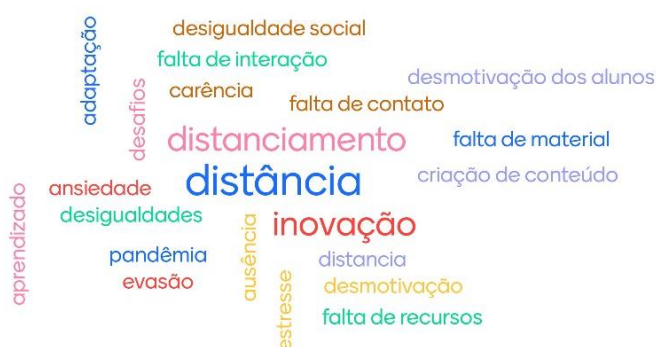 adaptação
desigualdade social
falta de interação
desmotivação dos alunos
desafios
carência
falta de contato
distanciamento
falta de material
distância
criação de conteúdo
aprendizado
ansiedade
desigualdades
inovação
ausência
pandêmia
distancia
evasão
desmotivação
estresse
falta de recursos